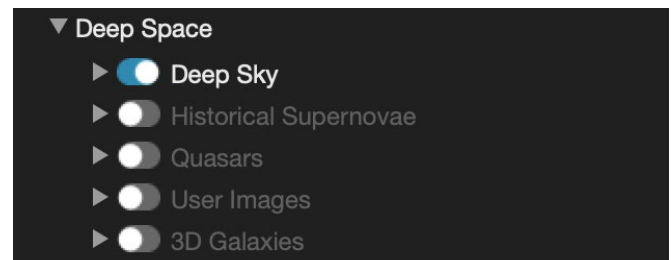 Deep Space
Deep Sky
Historical Supernovae
Quasars
User Images
3D Galaxies